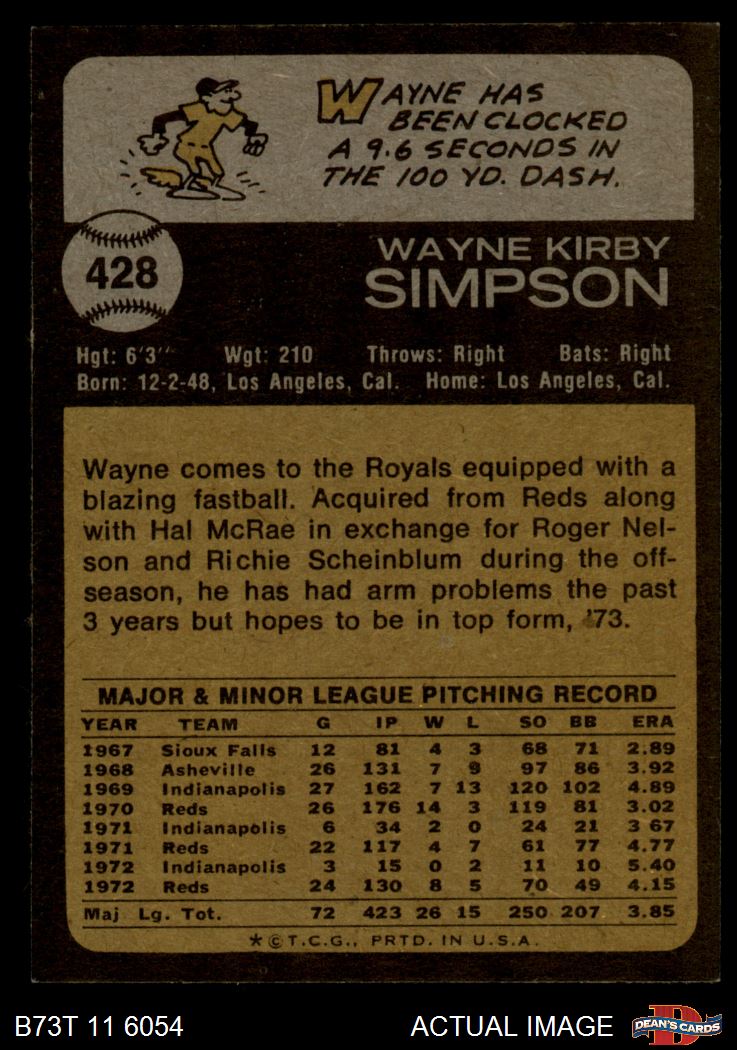 WAYNE HAS
BEEN CLOCKED
A 9.6 SECONDS IN
THE 100 YD. DASH.
428
WAYNE KIRBY
SIMPSON
Hgt: 6'3" Wgt: 210 Throws: Right Bats: Right
Born: 12-2-48, Los Angeles, Cal. Home: Los Angeles, Cal.
Wayne comes to the Royals equipped with a
blazing fastball. Acquired from Reds along
with Hal McRae in exchange for Roger Nel-
son and Richie Scheinblum during the off-
season, he has had arm problems the past
3 years but hopes to be in top form, '73.
MAJOR & MINOR LEAGUE PITCHING RECORD
YEAR TEAM G IP W L SO BB ERA
1967 Sioux Falls 12 81 4 3 68 71 2.89
1968 Asheville 26 131 7 9 97 86 3.92
1969 Indianapolis 27 162 7 13 120 102 4.89
1970 Reds 26 176 14 3 119 81 3.02
1971 Indianapolis 6 34 2 0 24 21 3 67
1971 Reds 22 117 4 7 61 77 4.77
1972 Indianapolis 3 15 0 2 11 10 5.40
1972 Reds 24 130 8 5 70 49 4.15
Maj Lg. Tot. 72 423 26 15 250 207 3.85
*© T.C.G., PRTD. IN U.S.A.
B73T 11 6054 ACTUAL IMAGE D DEAN'S CARDS